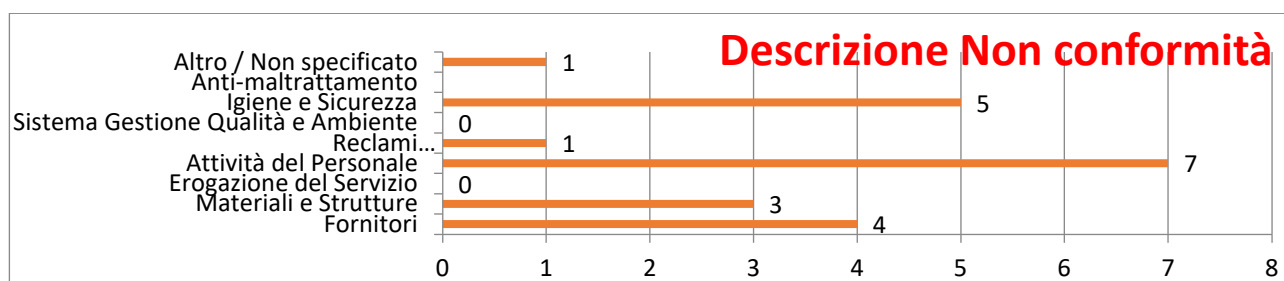 Descrizione Non conformità
Altro / Non specificato 1
Anti-maltrattamento
Igiene e Sicurezza 5
Sistema Gestione Qualità e Ambiente 0
Reclami... 1
Attività del Personale 7
Erogazione del Servizio 0
Materiali e Strutture 3
Fornitori 4
0 1 2 3 4 5 6 7 8